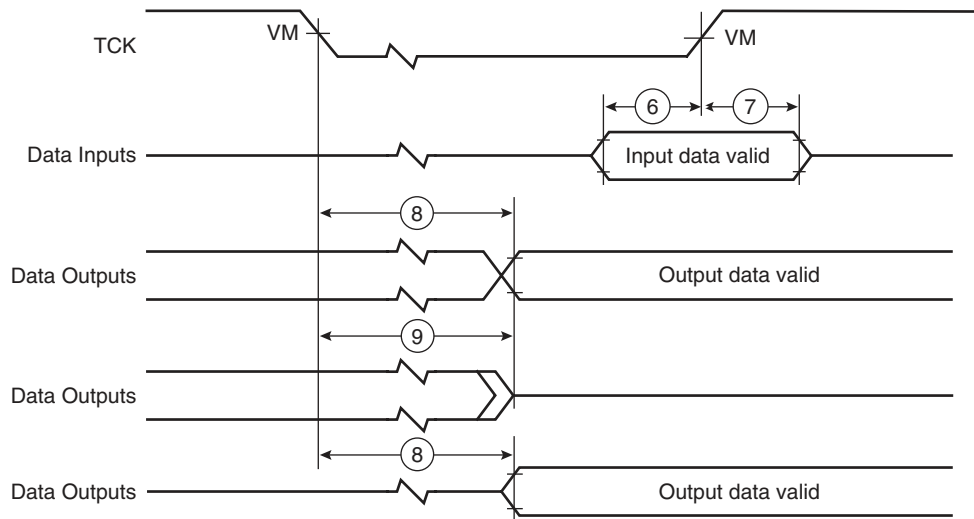 VM
TCK
VM
6
7
Data Inputs
Input data valid
8
Data Outputs
Output data valid
9
Data Outputs
8
Data Outputs
Output data valid